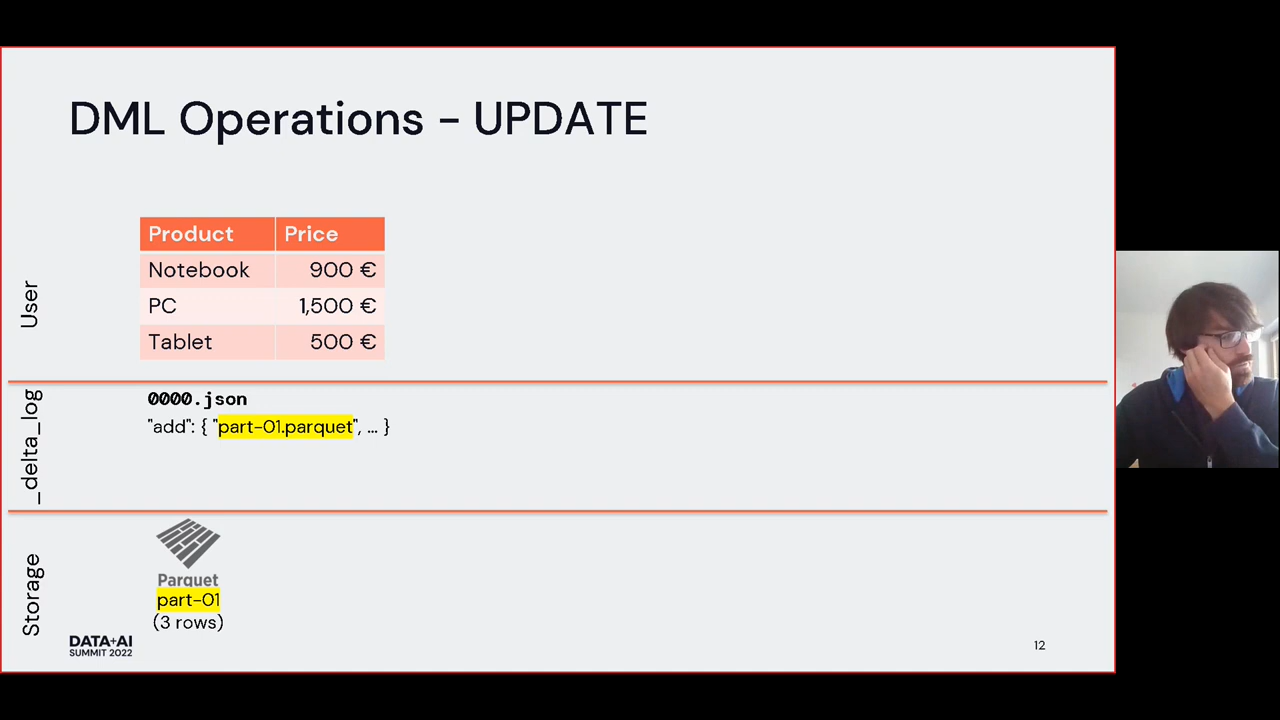 DML Operations - UPDATE
User
Product Price
Notebook 900 €
PC 1,500 €
Tablet 500 €
_delta_log
0000.json
"add": { "part-01.parquet", ... }
Storage
Parquet
part-01
(3 rows)
DATA+AI
SUMMIT 2022
12